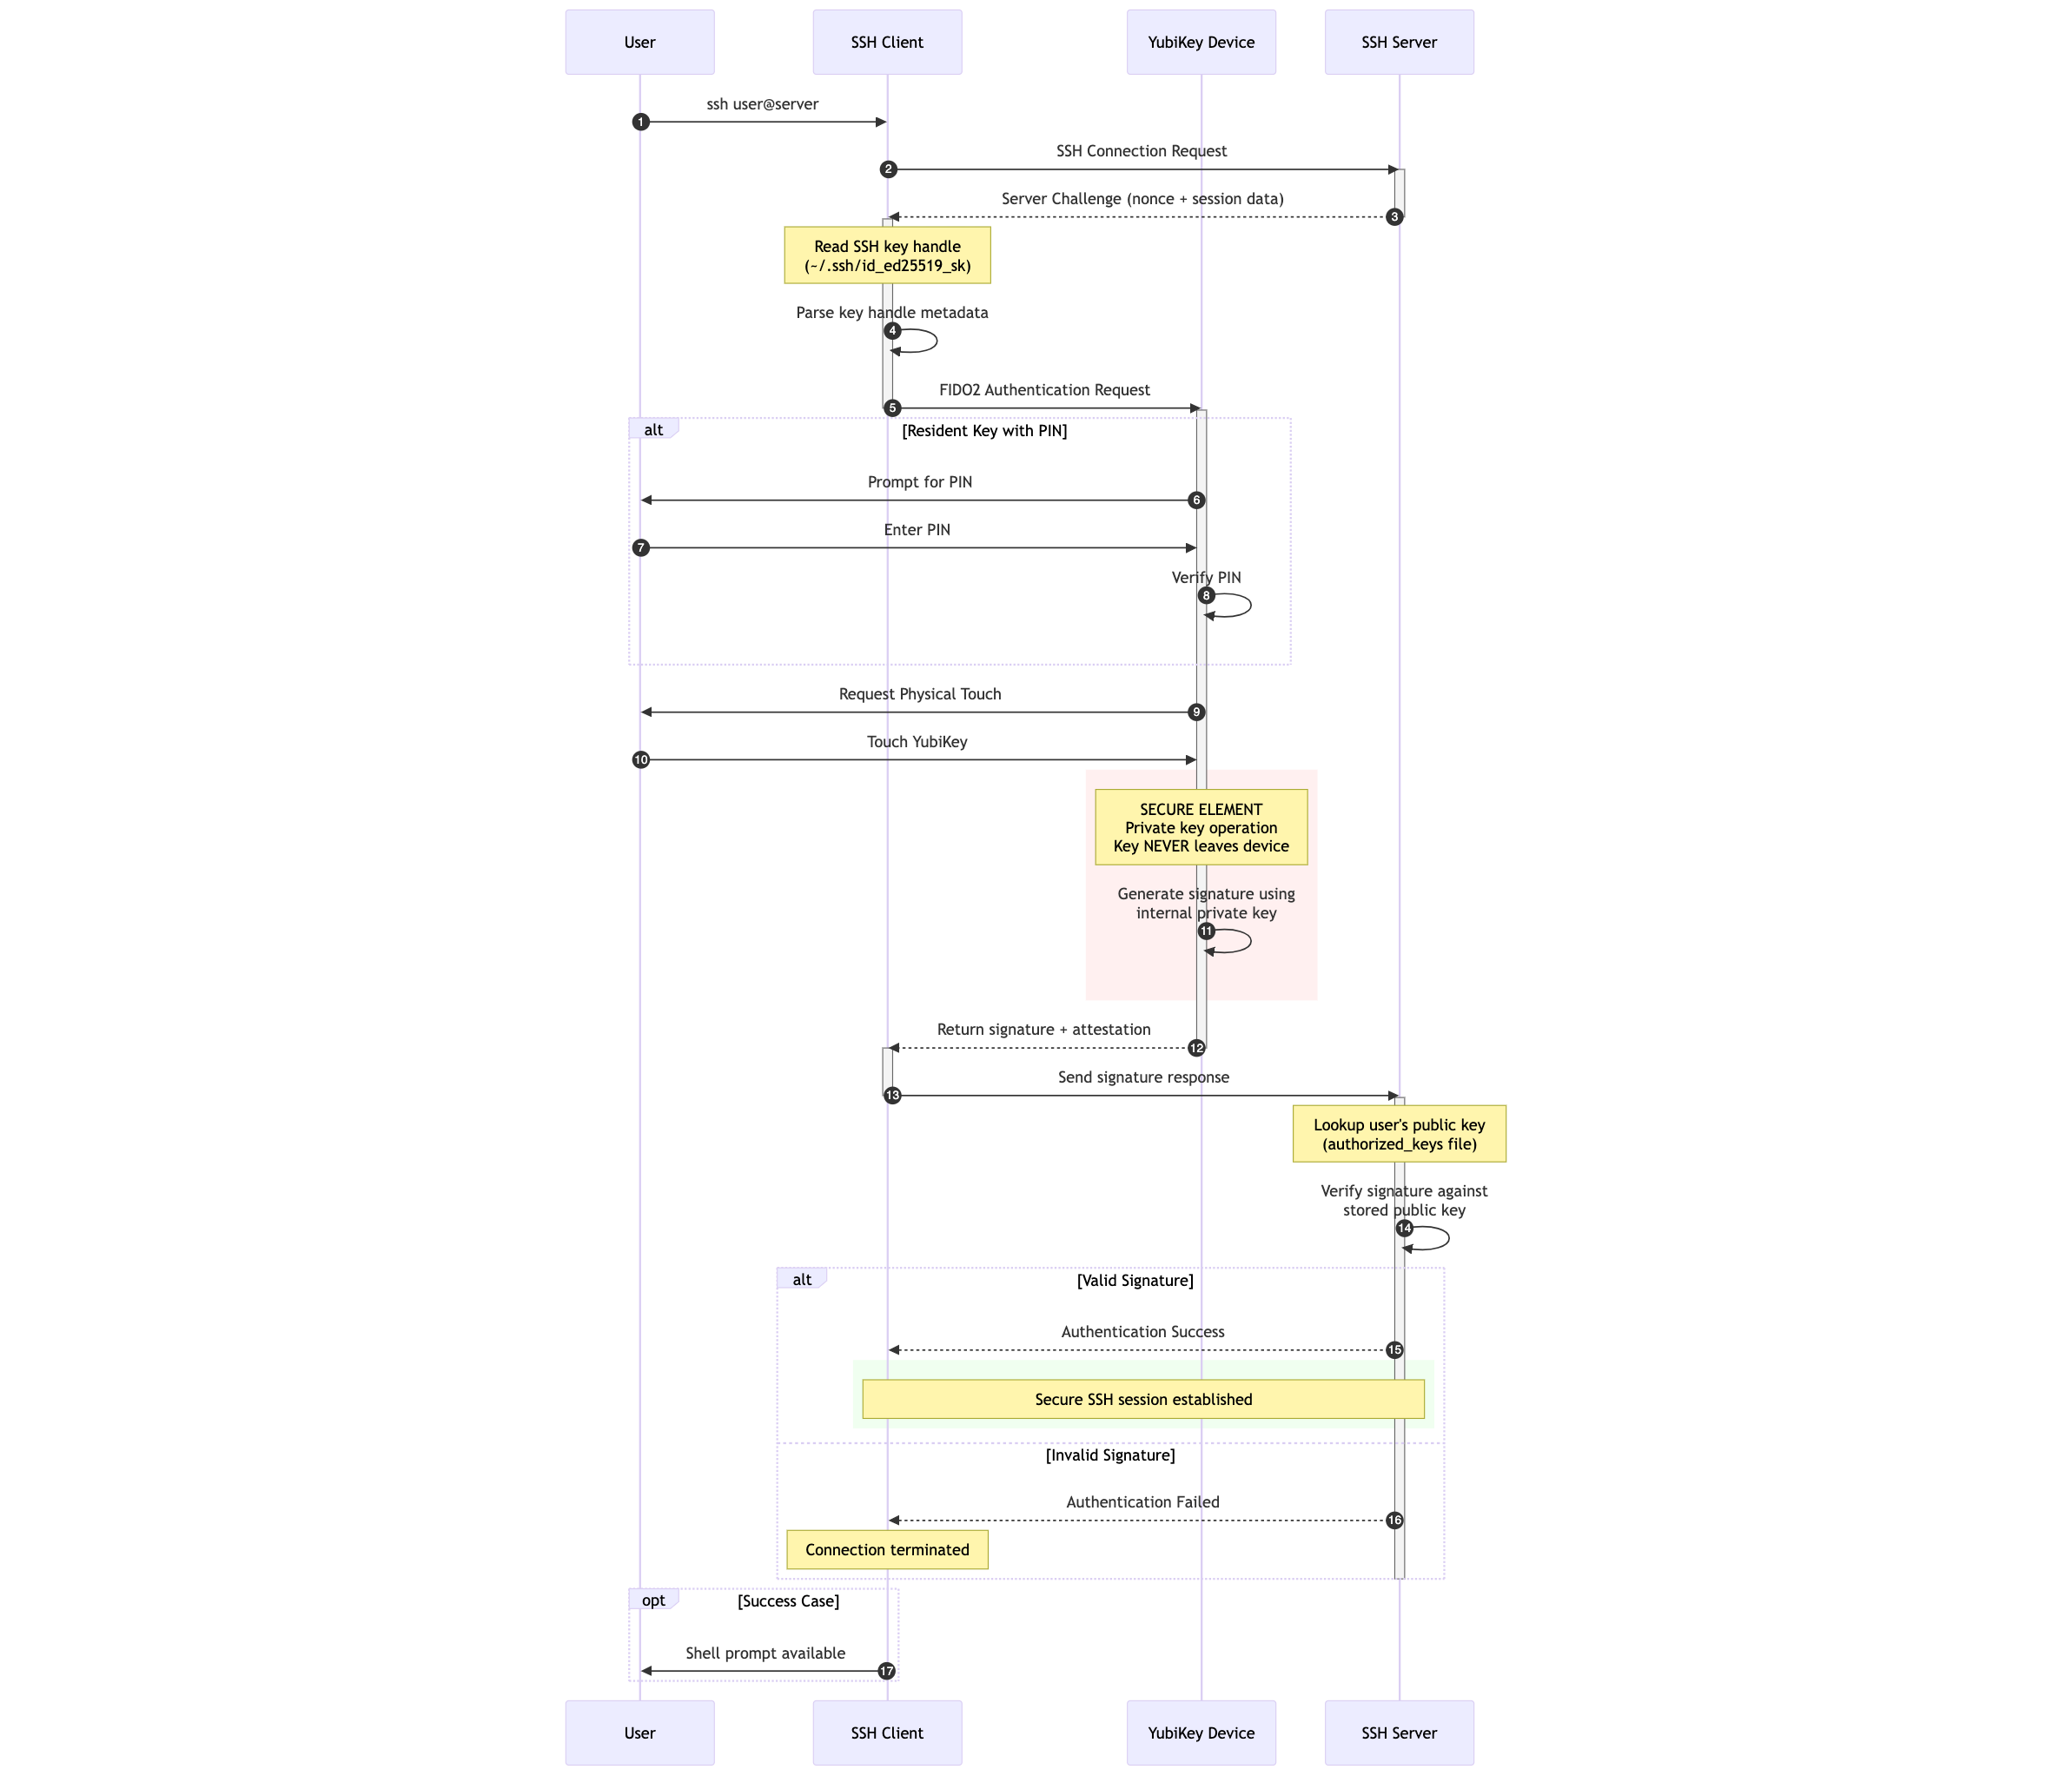 User
SSH Client
YubiKey Device
SSH Server
ssh user@server
1
SSH Connection Request
2
Server Challenge (nonce + session data)
3
Read SSH key handle
(~/.ssh/id_ed25519_sk)
Parse key handle metadata
4
FIDO2 Authentication Request
5
alt
[Resident Key with PIN]
Prompt for PIN
6
Enter PIN
7
Verify PIN
8
Request Physical Touch
9
Touch YubiKey
10
SECURE ELEMENT
Private key operation
Key NEVER leaves device
Generate signature using
internal private key
11
Return signature + attestation
12
Send signature response
13
Lookup user's public key
(authorized_keys file)
Verify signature against
stored public key
14
alt
[Valid Signature]
Authentication Success
15
Secure SSH session established
[Invalid Signature]
Authentication Failed
16
Connection terminated
opt
[Success Case]
Shell prompt available
17
User
SSH Client
YubiKey Device
SSH Server